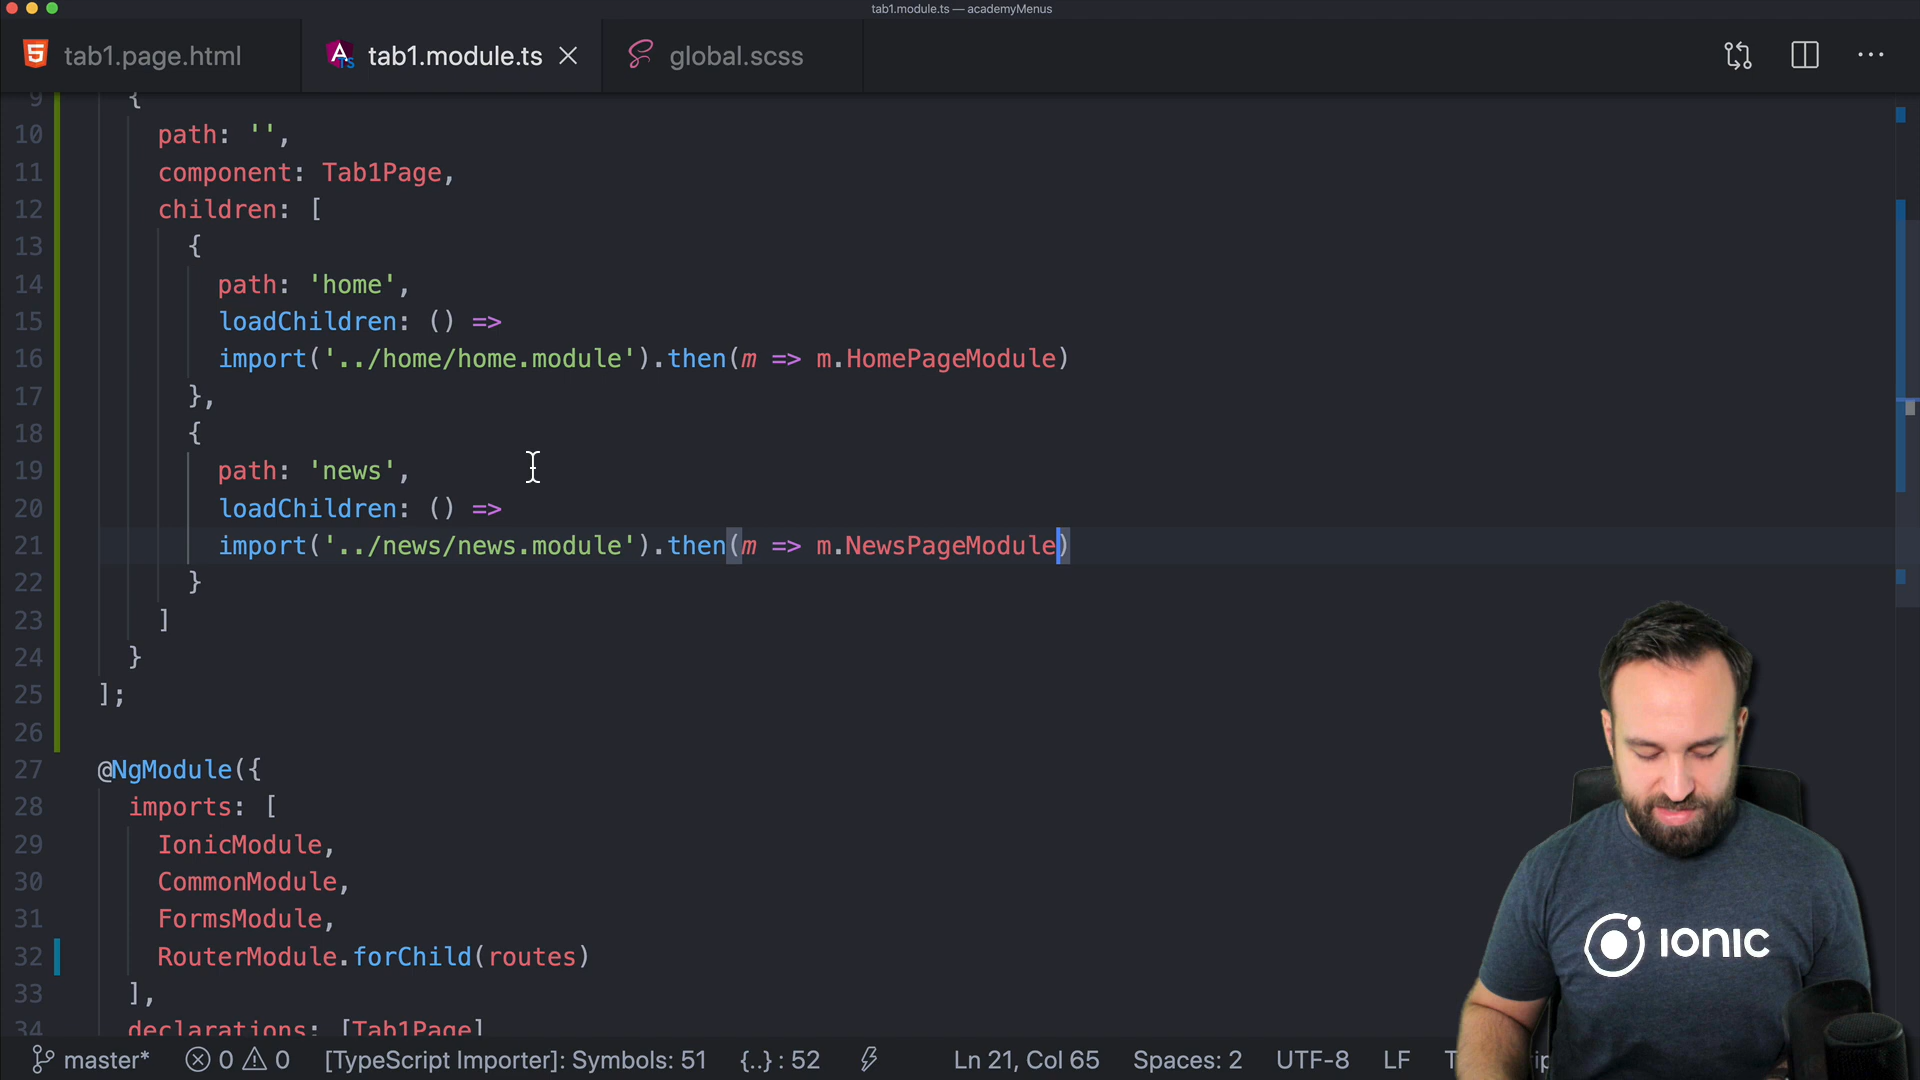 tab1.module.ts — academyMenus
tab1.page.html
tab1.module.ts
global.scss
9 {
10 path: '',
11 component: Tab1Page,
12 children: [
13 {
14 path: 'home',
15 loadChildren: () =>
16 import('../home/home.module').then(m => m.HomePageModule)
17 },
18 {
19 path: 'news',
20 loadChildren: () =>
21 import('../news/news.module').then(m => m.NewsPageModule)
22 }
23 ]
24 }
25 ];
26
27 @NgModule({
28 imports: [
29 IonicModule,
30 CommonModule,
31 FormsModule,
32 RouterModule.forChild(routes)
33 ],
34 declarations: [Tab1Page]
IONIC
master* 0 0 [TypeScript Importer]: Symbols: 51 {..} : 52 Ln 21, Col 65 Spaces: 2 UTF-8 LF